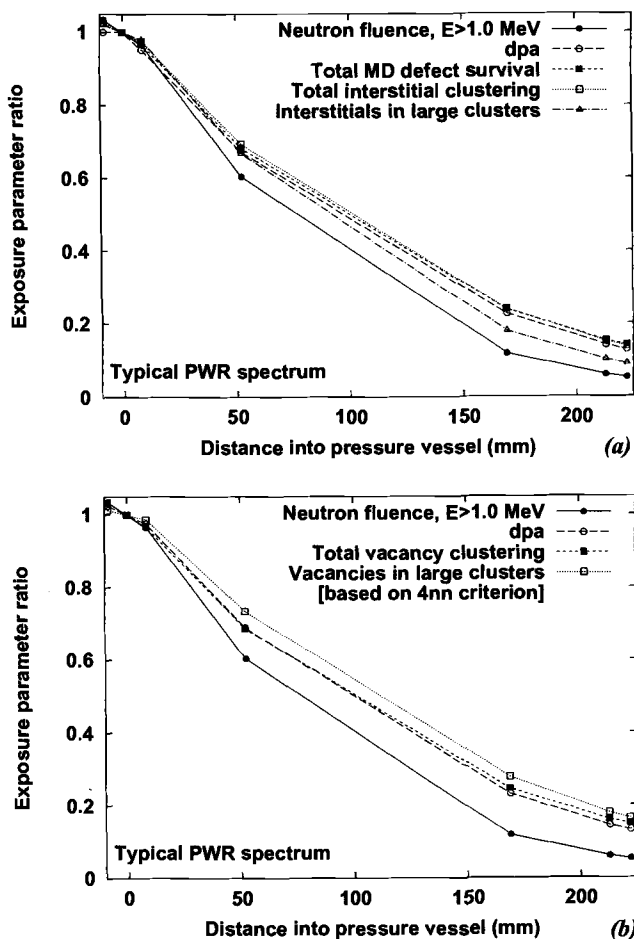 Neutron fluence, E>1.0 MeV
dpa
Total MD defect survival
Total interstitial clustering
Interstitials in large clusters
Exposure parameter ratio
1
0.8
0.6
0.4
0.2
0
Typical PWR spectrum
0 50 100 150 200
Distance into pressure vessel (mm) (a)
Neutron fluence, E>1.0 MeV
dpa
Total vacancy clustering
Vacancies in large clusters
[based on 4nn criterion]
Exposure parameter ratio
1
0.8
0.6
0.4
0.2
0
Typical PWR spectrum
0 50 100 150 200
Distance into pressure vessel (mm) (b)